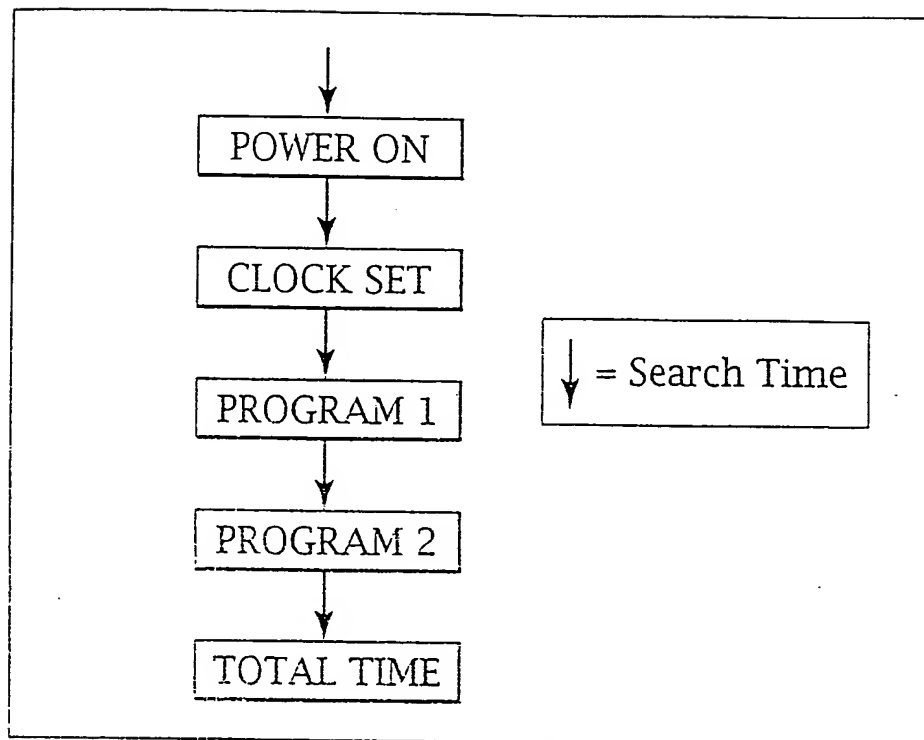 POWER ON
CLOCK SET
PROGRAM 1
= Search Time
PROGRAM 2
TOTAL TIME